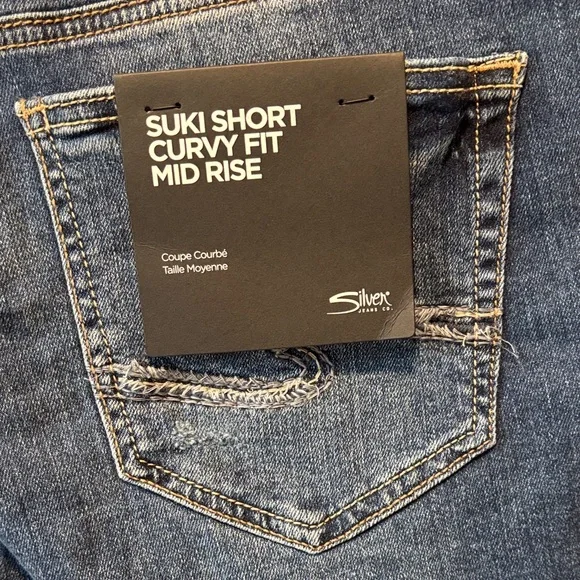 SUKI SHORT
CURVY FIT
MID RISE
Coupe Courbé
Taille Moyenne
Silver
JEANS CO.